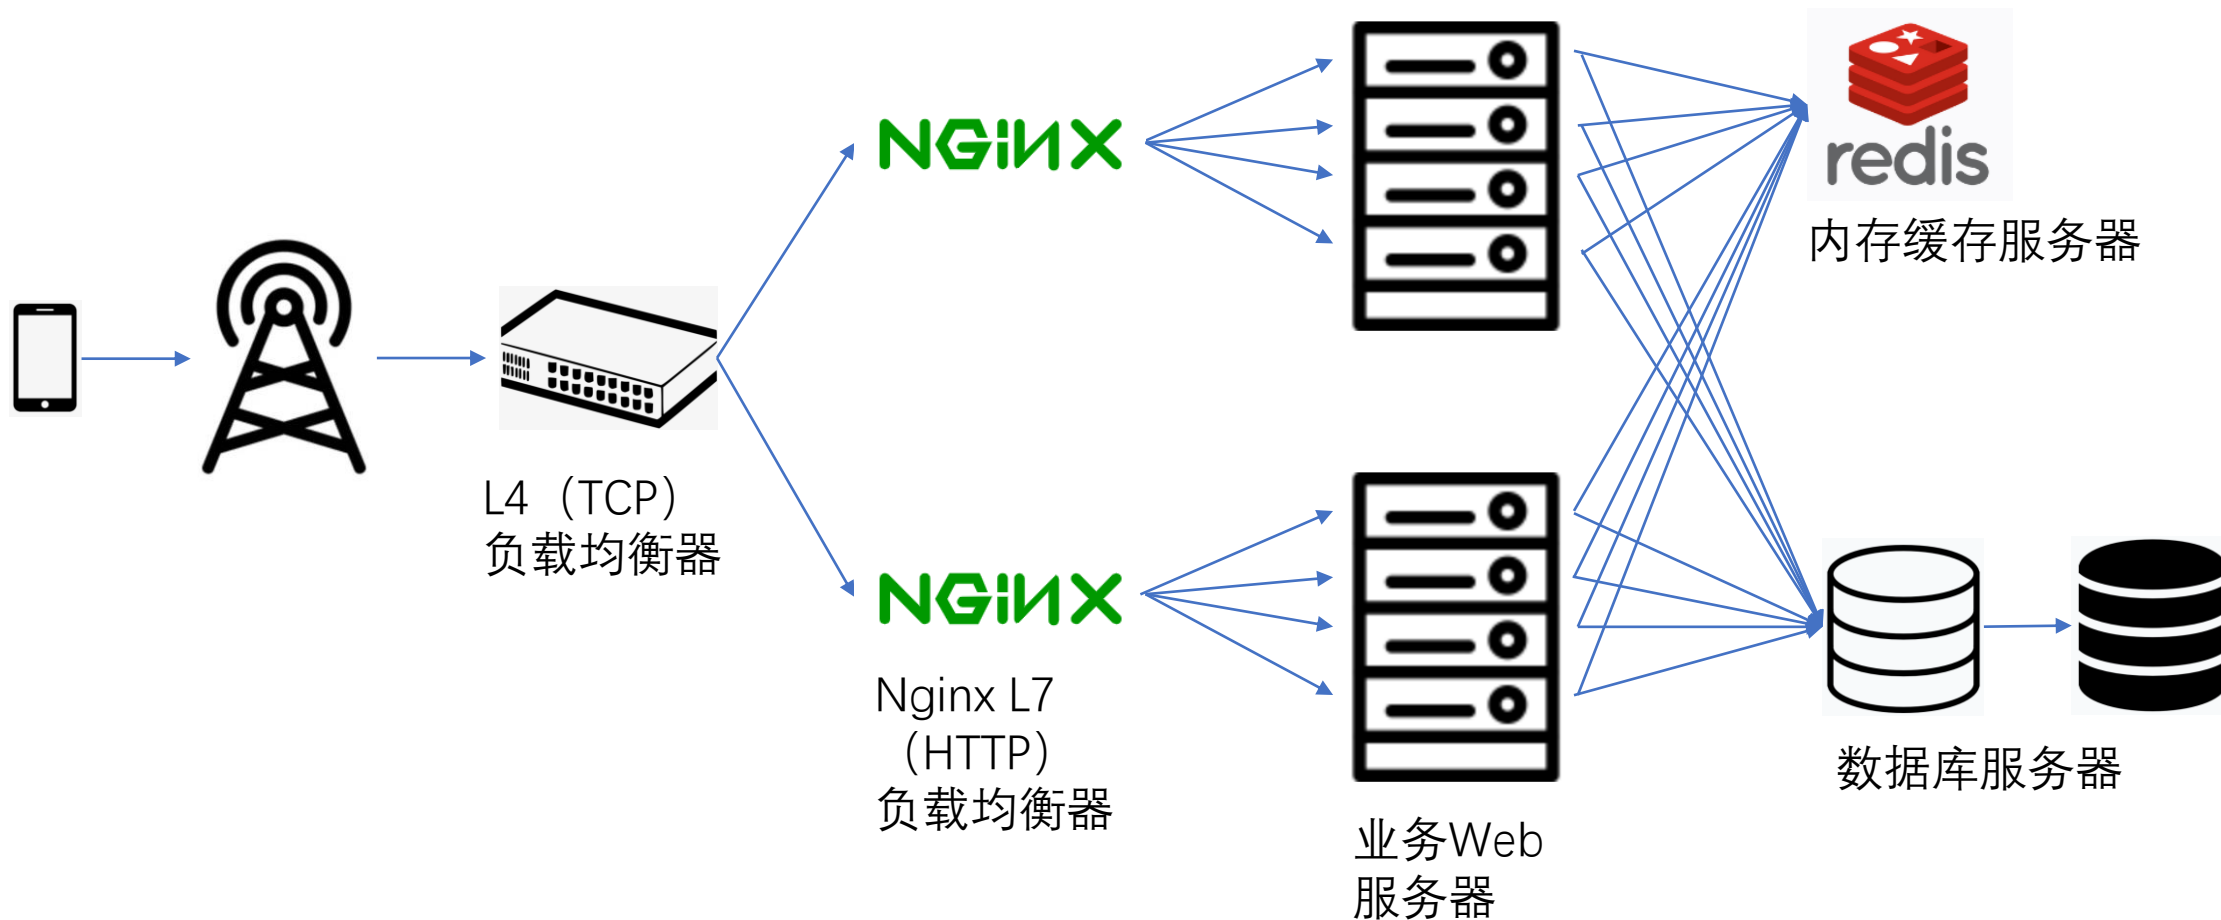 NGiNX
redis
内存缓存服务器
L4（TCP）
负载均衡器
NGiNX
Nginx L7
（HTTP）
负载均衡器
业务Web
服务器
数据库服务器